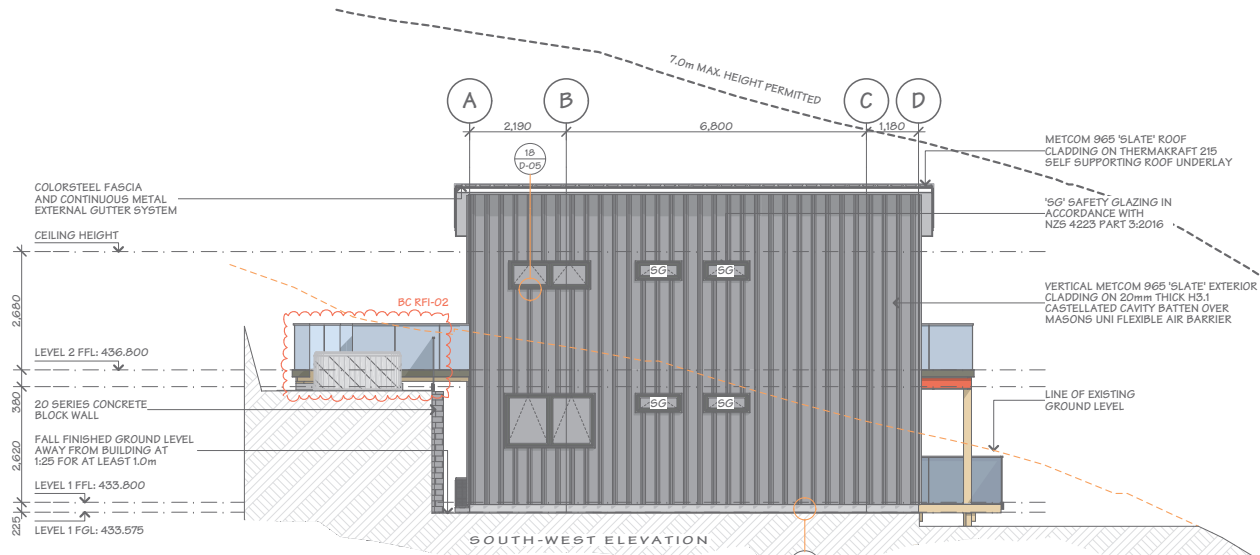 7.0m MAX. HEIGHT PERMITTED
A
B
C
D
2,190
6,800
1,180
18
D-05
METCOM 965 'SLATE' ROOF
CLADDING ON THERMAKRAFT 215
SELF SUPPORTING ROOF UNDERLAY
COLORSTEEL FASCIA
AND CONTINUOUS METAL
EXTERNAL GUTTER SYSTEM
'SG' SAFETY GLAZING IN
ACCORDANCE WITH
NZS 4223 PART 3:2016
CEILING HEIGHT
SG
SG
VERTICAL METCOM 965 'SLATE' EXTERIOR
CLADDING ON 20mm THICK H3.1
CASTELLATED CAVITY BATTEN OVER
MASONS UNI FLEXIBLE AIR BARRIER
BC RFI-02
2,680
LEVEL 2 FFL: 436.800
380
20 SERIES CONCRETE
BLOCK WALL
SG
SG
LINE OF EXISTING
GROUND LEVEL
FALL FINISHED GROUND LEVEL
AWAY FROM BUILDING AT
1:25 FOR AT LEAST 1.0m
2,620
LEVEL 1 FFL: 433.800
225
LEVEL 1 FGL: 433.575
SOUTH-WEST ELEVATION